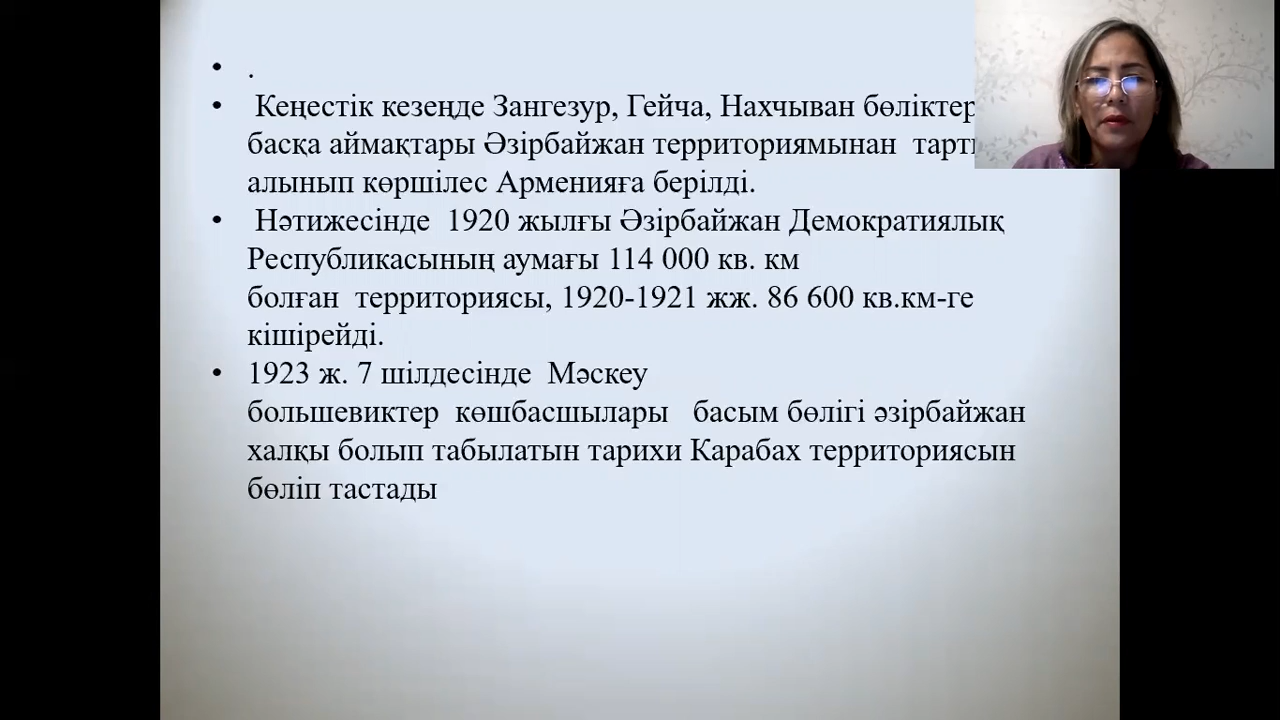 .
Кеңестік кезеңде Зангезур, Гейча, Нахчыван
басқа аймақтары Әзірбайжан территориямынан
алынып көршілес Арменияға берілді.
Нәтижесінде 1920 жылғы Әзірбайжан Демократиялық
Республикасының аумағы 114 000 кв. км
болған территориясы, 1920-1921 жж. 86 600 кв.км-ге
кішірейді.
1923 ж. 7 шілдесінде Мәскеу
большевиктер көшбасшылары басым бөлігі әзірбайжан
халқы болып табылатын тарихи Карабах территориясын
бөліп тастады